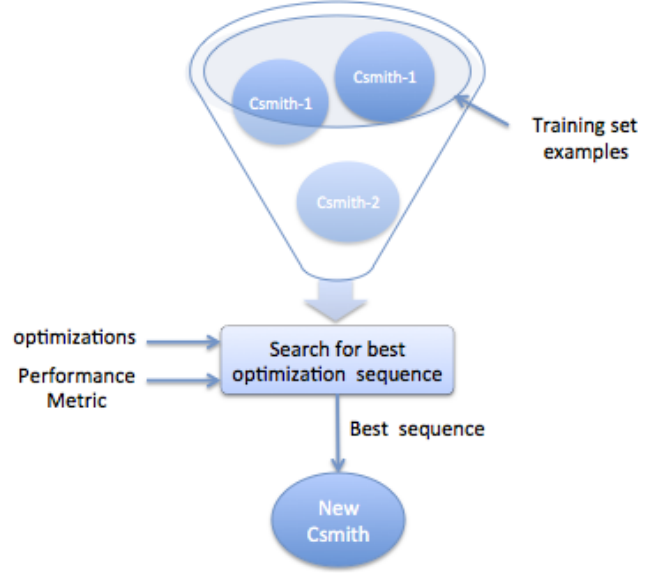 Csmith-1
Csmith-1
Training set
examples
Csmith-2
optimizations
Performance
Metric
Search for best
optimization sequence
Best sequence
New
Csmith